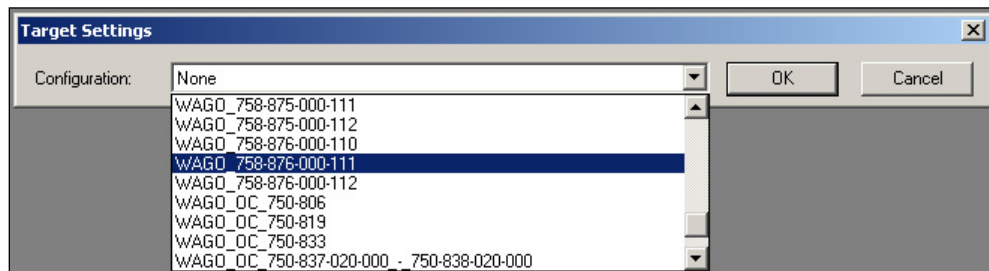 Target Settings
Configuration: None OK Cancel
WAGO_758-875-000-111
WAGO_758-875-000-112
WAGO_758-876-000-110
WAGO_758-876-000-111
WAGO_758-876-000-112
WAGO_OC_750-806
WAGO_OC_750-819
WAGO_OC_750-833
WAGO_OC_750-837-020-000_-_750-838-020-000